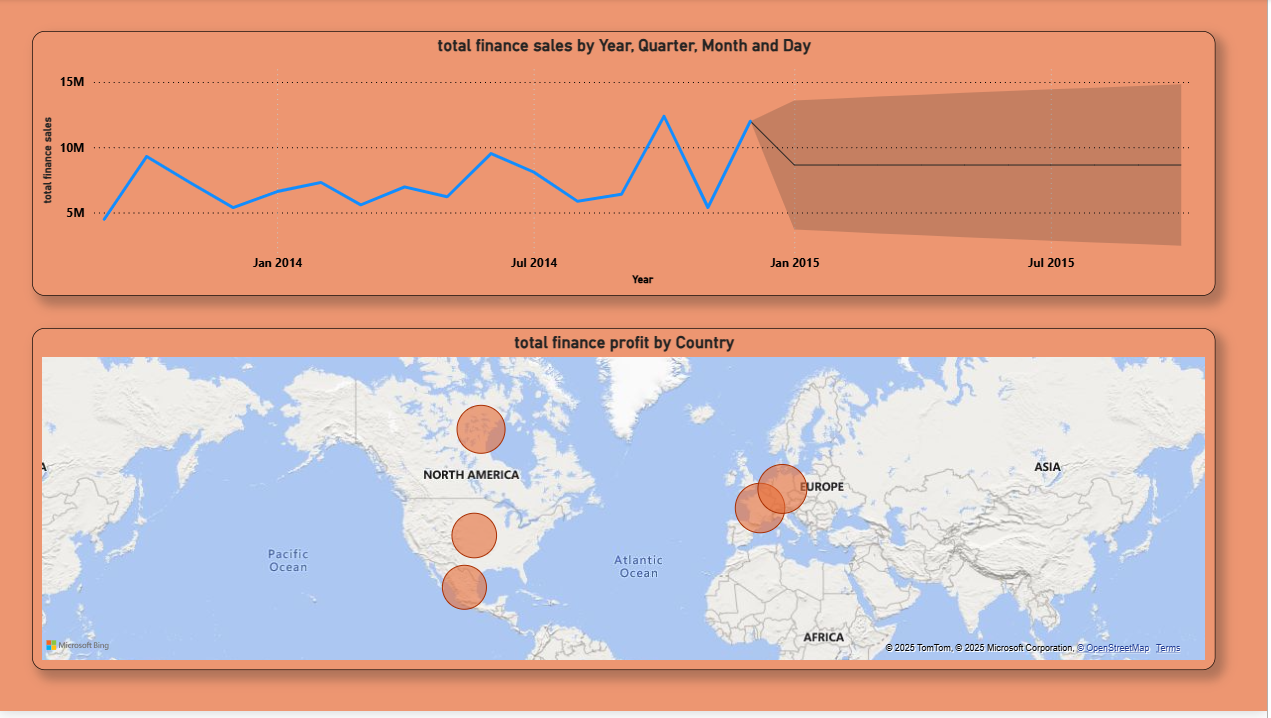 total finance sales by Year, Quarter, Month and Day
15M
10M
5M
total finance sales
Jan 2014
Jul 2014
Jan 2015
Jul 2015
Year
total finance profit by Country
A
NORTH AMERICA
EUROPE
ASIA
Pacific
Ocean
Atlantic
Ocean
AFRICA
Microsoft Bing
© 2025 TomTom, © 2025 Microsoft Corporation, © OpenStreetMap Terms